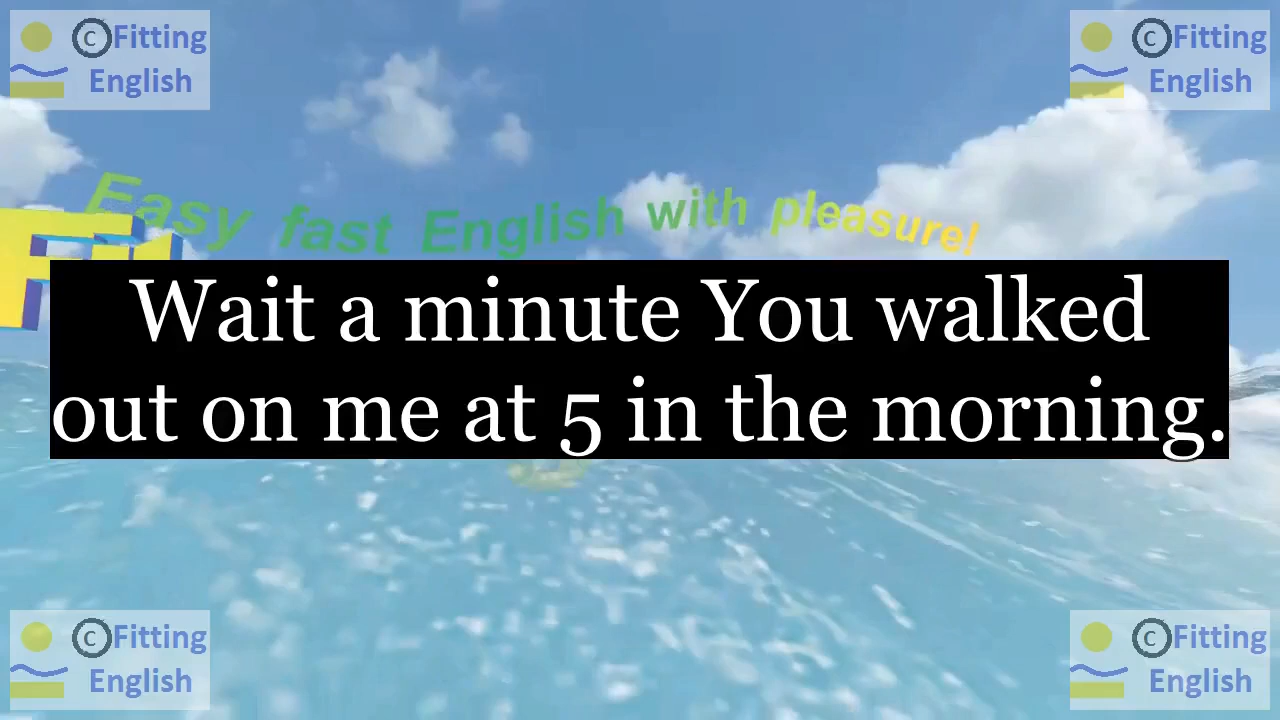 ©Fitting
English
©Fitting
English
Easy fast English with pleasure!
Wait a minute You walked
out on me at 5 in the morning.
©Fitting
English
©Fitting
English